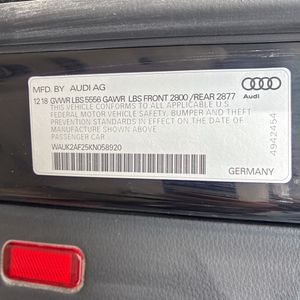 MFD. BY AUDI AG
12 18 GVWR LBS 5556 GAWR LBS FRONT 2800 / REAR 2877
THIS VEHICLE CONFORMS TO ALL APPLICABLE U.S.
FEDERAL MOTOR VEHICLE SAFETY, BUMPER AND THEFT
PREVENTION STANDARDS IN EFFECT ON THE
DATE OF MANUFACTURE SHOWN ABOVE.
PASSENGER CAR
WAUK2AF25KN058920
Audi
4942454
GERMANY